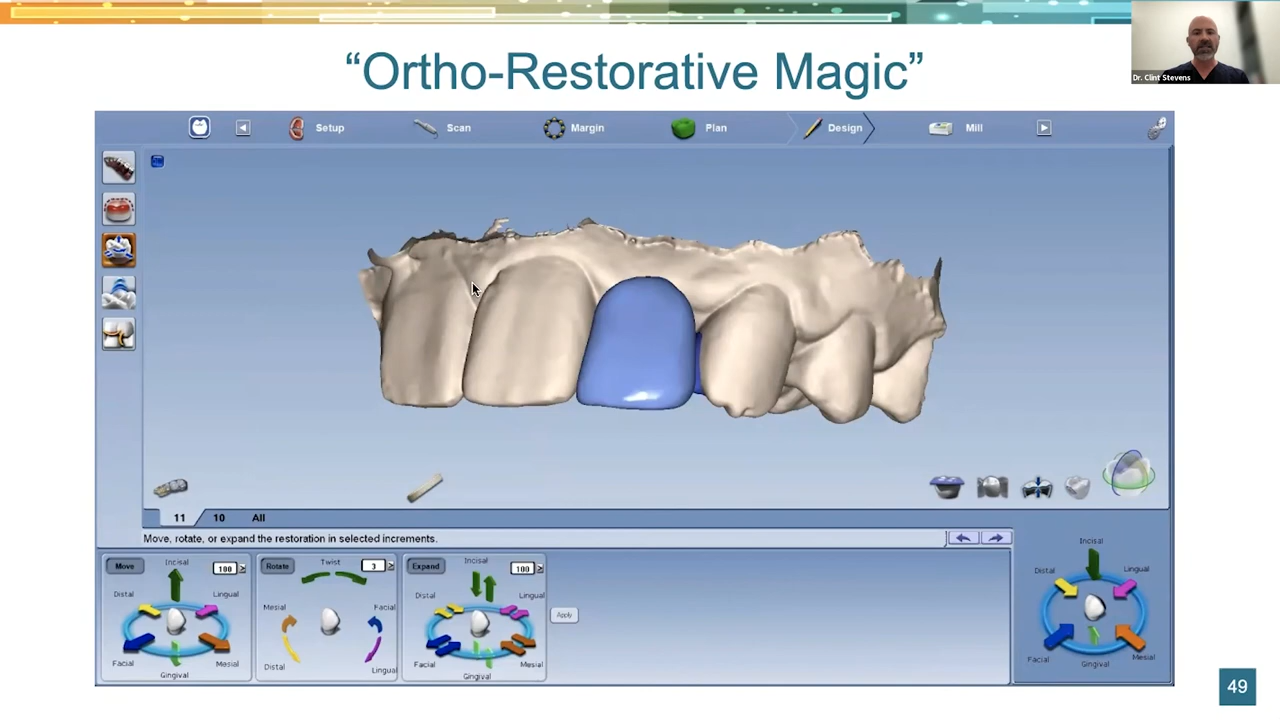 “Ortho-Restorative Magic”
Dr. Clint Stevens
Setup Scan Margin Plan Design Mill
11 10 All
Move, rotate, or expand the restoration in selected increments.
Move Incisal 100
Distal Lingual
Facial Mesial
Gingival
Rotate Twist 3
Mesial Facial
Distal Lingual
Expand Incisal 100
Distal Lingual
Facial Mesial
Gingival
Apply
Incisal
Distal Lingual
Facial Mesial
Gingival
49